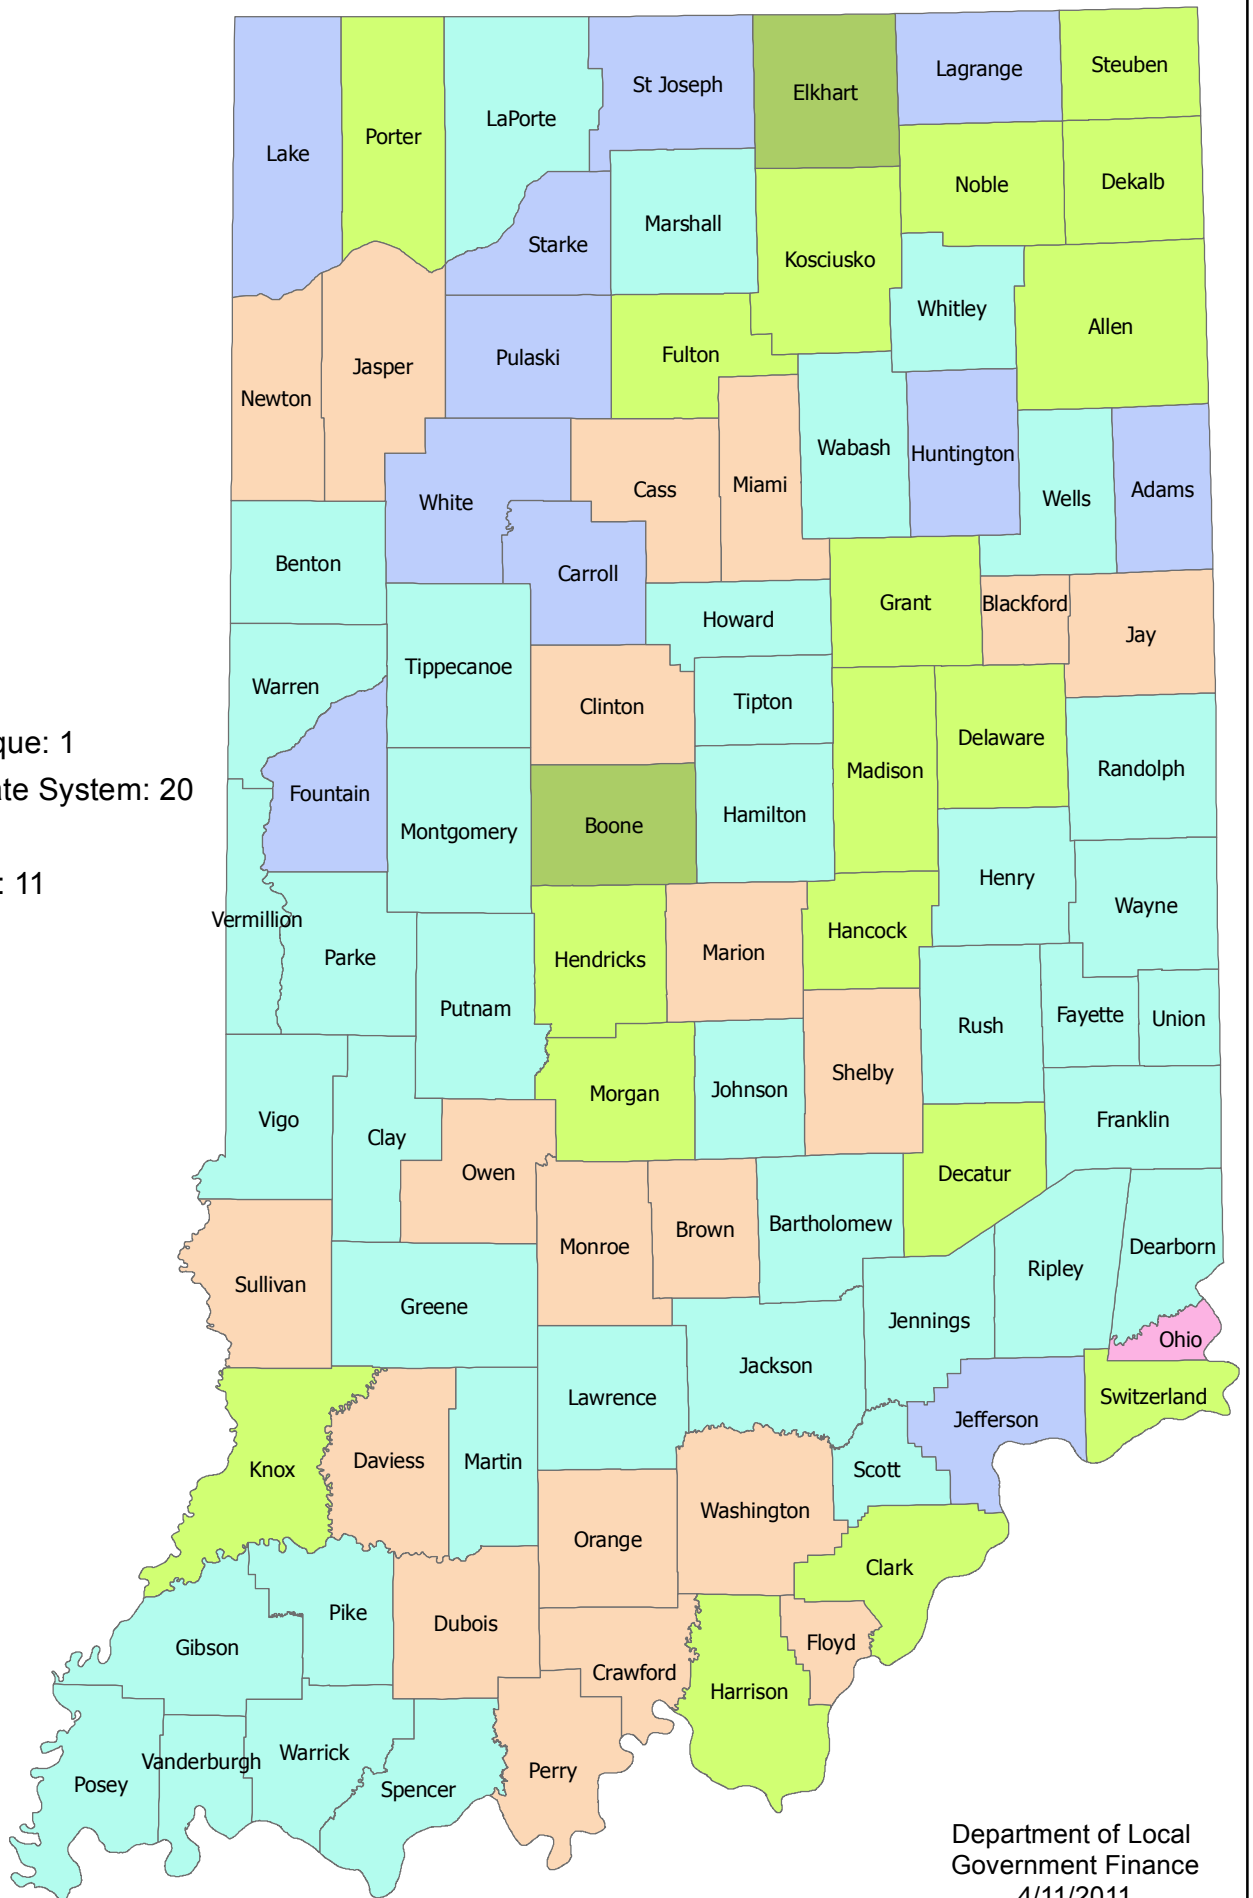 Lake
Porter
LaPorte
St Joseph
Elkhart
Lagrange
Steuben
Noble
Dekalb
Starke
Marshall
Kosciusko
Whitley
Allen
Newton
Jasper
Pulaski
Fulton
White
Cass
Miami
Wabash
Huntington
Wells
Adams
Benton
Carroll
Howard
Grant
Blackford
Jay
Warren
Tippecanoe
Clinton
Tipton
Madison
Delaware
Randolph
que: 1
ate System: 20
: 11
Fountain
Montgomery
Boone
Hamilton
Henry
Wayne
Vermillion
Parke
Putnam
Hendricks
Marion
Hancock
Rush
Fayette
Union
Vigo
Clay
Owen
Morgan
Johnson
Shelby
Decatur
Franklin
Sullivan
Greene
Monroe
Brown
Bartholomew
Jennings
Ripley
Dearborn
Ohio
Switzerland
Knox
Daviess
Martin
Lawrence
Jackson
Jefferson
Scott
Washington
Orange
Clark
Gibson
Pike
Dubois
Crawford
Floyd
Harrison
Posey
Vanderburgh
Warrick
Spencer
Perry
Department of Local
Government Finance
4/11/2011